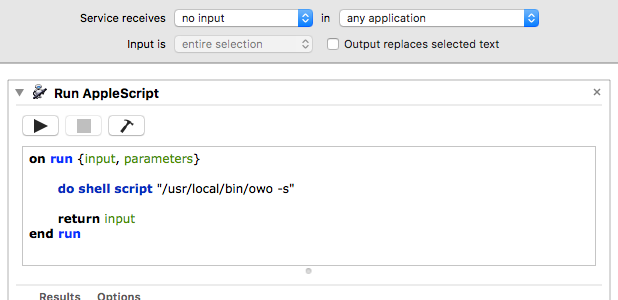 Service receives no input in any application
Input is entire selection Output replaces selected text
Run AppleScript
on run {input, parameters}
do shell script "/usr/local/bin/owo -s"
return input
end run
Results Options